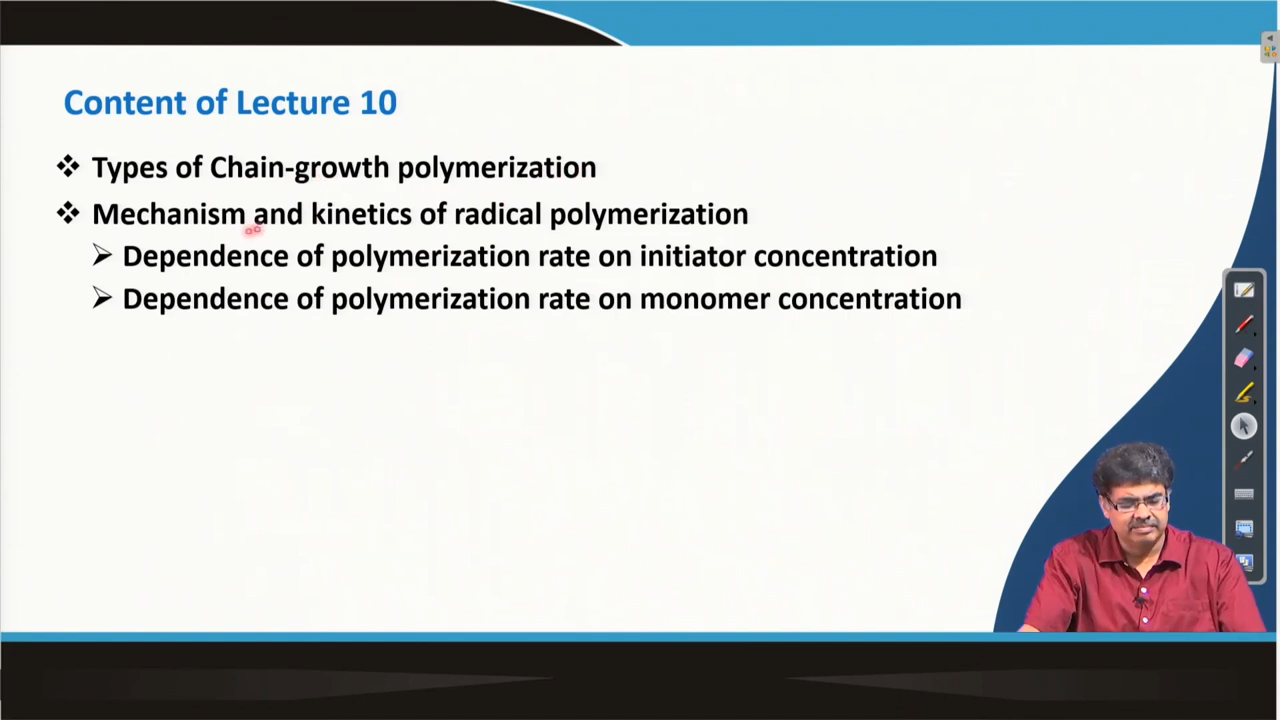 Content of Lecture 10
Types of Chain-growth polymerization
Mechanism and kinetics of radical polymerization
Dependence of polymerization rate on initiator concentration
Dependence of polymerization rate on monomer concentration